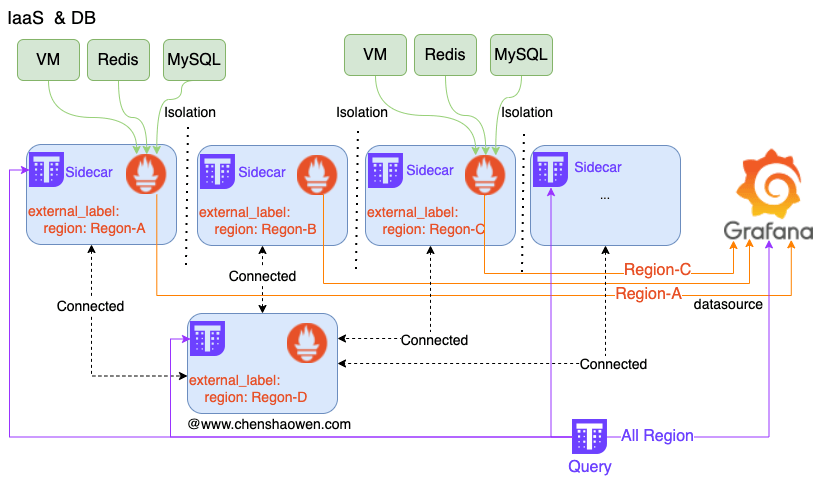 IaaS & DB
VM
Redis
MySQL
VM
Redis
MySQL
Isolation
Isolation
Isolation
Sidecar
Sidecar
Sidecar
Sidecar
...
external_label:
region: Regon-A
external_label:
region: Regon-B
external_label:
region: Regon-C
Grafana
Connected
Connected
Region-C
Region-A
datasource
Connected
Connected
external_label:
region: Regon-D
@www.chenshaowen.com
All Region
Query